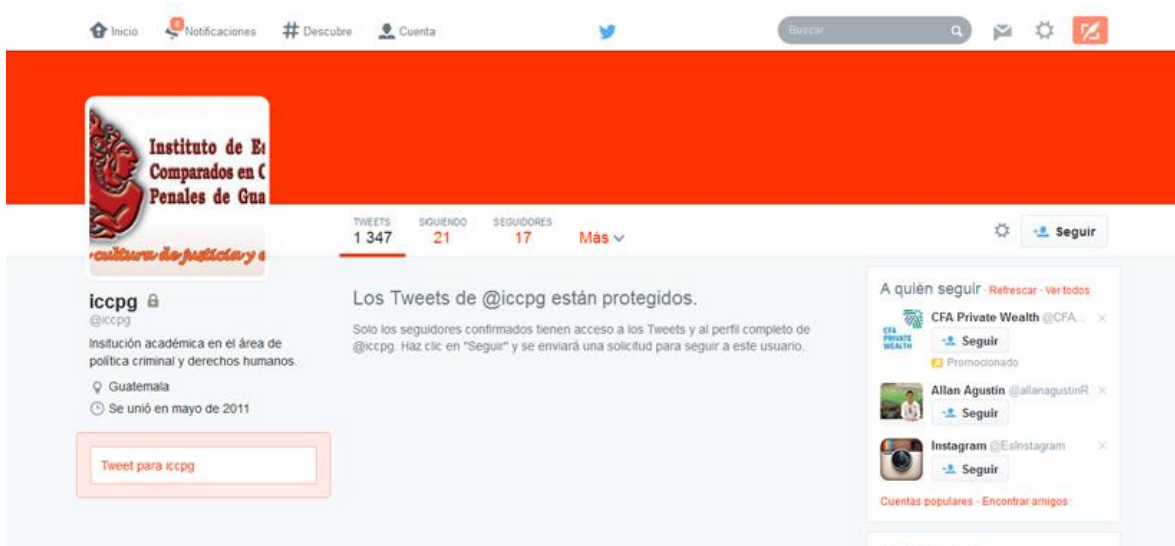 Inicio
4
Notificaciones
Descubre
Cuenta
Buscar
Instituto de Es
Comparados en C
Penales de Gua
cultura de justicia y d
TWEETS
1 347
SIGUIENDO
21
SEGUIDORES
17
Más
Seguir
iccpg
@iccpg
Insitución académica en el área de
política criminal y derechos humanos.
Guatemala
Se unió en mayo de 2011
Tweet para iccpg
Los Tweets de @iccpg están protegidos.
Solo los seguidores confirmados tienen acceso a los Tweets y al perfil completo de
@iccpg. Haz clic en "Seguir" y se enviará una solicitud para seguir a este usuario.
A quién seguir · Refrescar · Ver todos
CFA Private Wealth @CFA...
CFA
PRIVATE
WEALTH
Seguir
Promocionado
Allan Agustín @allanagustinR
Seguir
Instagram @EsInstagram
Seguir
Cuentas populares · Encontrar amigos